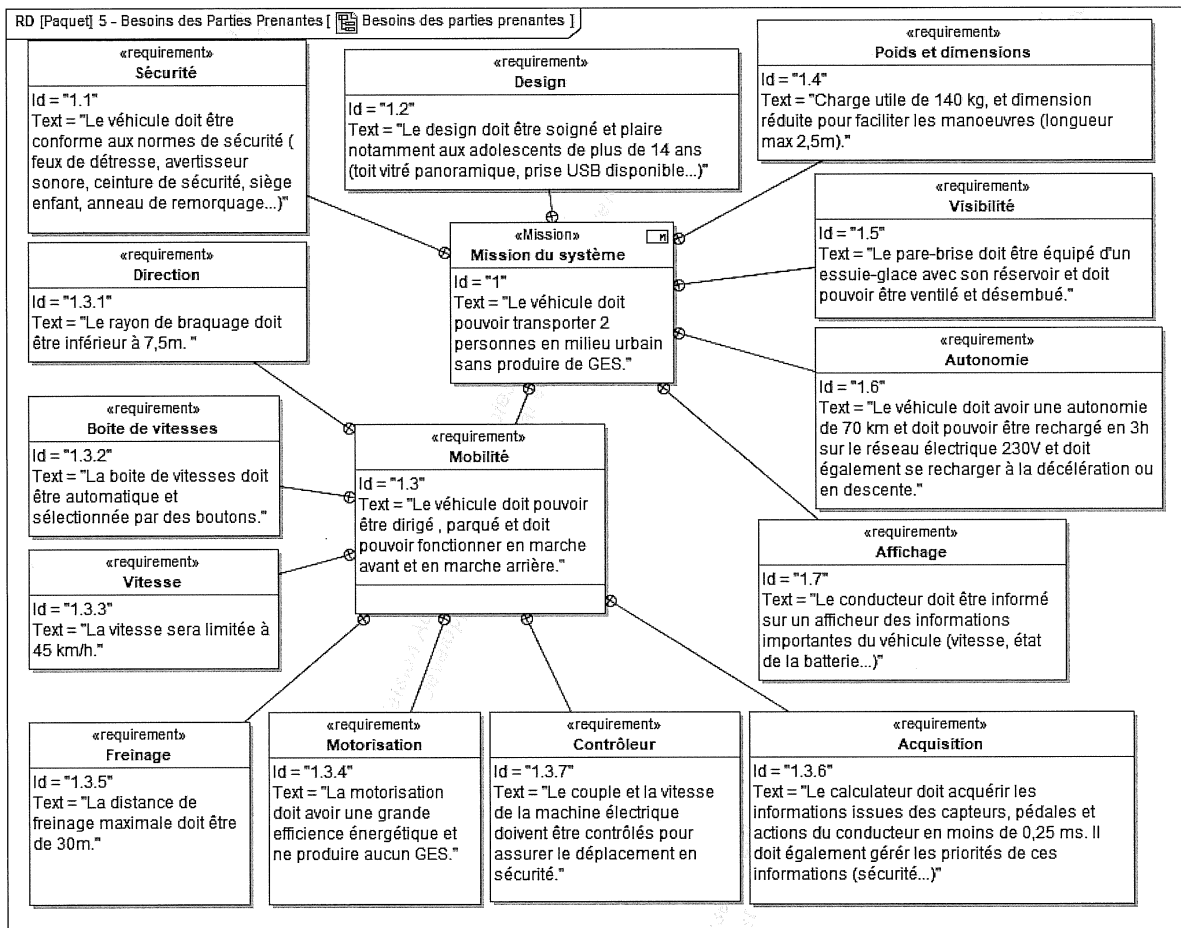 RD [Paquet] 5 - Besoins des Parties Prenantes [ Besoins des parties prenantes ]
«requirement»
Sécurité
Id = "1.1"
Text = "Le véhicule doit être
conforme aux normes de sécurité (
feux de détresse, avertisseur
sonore, ceinture de sécurité, siège
enfant, anneau de remorquage...)"
«requirement»
Design
Id = "1.2"
Text = "Le design doit être soigné et plaire
notamment aux adolescents de plus de 14 ans
(toit vitré panoramique, prise USB disponible...)"
«requirement»
Poids et dimensions
Id = "1.4"
Text = "Charge utile de 140 kg, et dimension
réduite pour faciliter les manoeuvres (longueur
max 2,5m)."
«Mission»
M
Mission du système
Id = "1"
Text = "Le véhicule doit
pouvoir transporter 2
personnes en milieu urbain
sans produire de GES."
«requirement»
Visibilité
Id = "1.5"
Text = "Le pare-brise doit être équipé d'un
essuie-glace avec son réservoir et doit
pouvoir être ventilé et désembué."
«requirement»
Direction
Id = "1.3.1"
Text = "Le rayon de braquage doit
être inférieur à 7,5m. "
«requirement»
Autonomie
Id = "1.6"
Text = "Le véhicule doit avoir une autonomie
de 70 km et doit pouvoir être rechargé en 3h
sur le réseau électrique 230V et doit
également se recharger à la décélération ou
en descente."
«requirement»
Boite de vitesses
Id = "1.3.2"
Text = "La boite de vitesses doit
être automatique et
sélectionnée par des boutons."
«requirement»
Mobilité
Id = "1.3"
Text = "Le véhicule doit pouvoir
être dirigé , parqué et doit
pouvoir fonctionner en marche
avant et en marche arrière."
«requirement»
Vitesse
Id = "1.3.3"
Text = "La vitesse sera limitée à
45 km/h."
«requirement»
Affichage
Id = "1.7"
Text = "Le conducteur doit être informé
sur un afficheur des informations
importantes du véhicule (vitesse, état
de la batterie...)"
«requirement»
Freinage
Id = "1.3.5"
Text = "La distance de
freinage maximale doit être
de 30m."
«requirement»
Motorisation
Id = "1.3.4"
Text = "La motorisation
doit avoir une grande
efficience énergétique et
ne produire aucun GES."
«requirement»
Contrôleur
Id = "1.3.7"
Text = "Le couple et la vitesse
de la machine électrique
doivent être contrôlés pour
assurer le déplacement en
sécurité."
«requirement»
Acquisition
Id = "1.3.6"
Text = "Le calculateur doit acquérir les
informations issues des capteurs, pédales et
actions du conducteur en moins de 0,25 ms. Il
doit également gérér les priorités de ces
informations (sécurité...)"